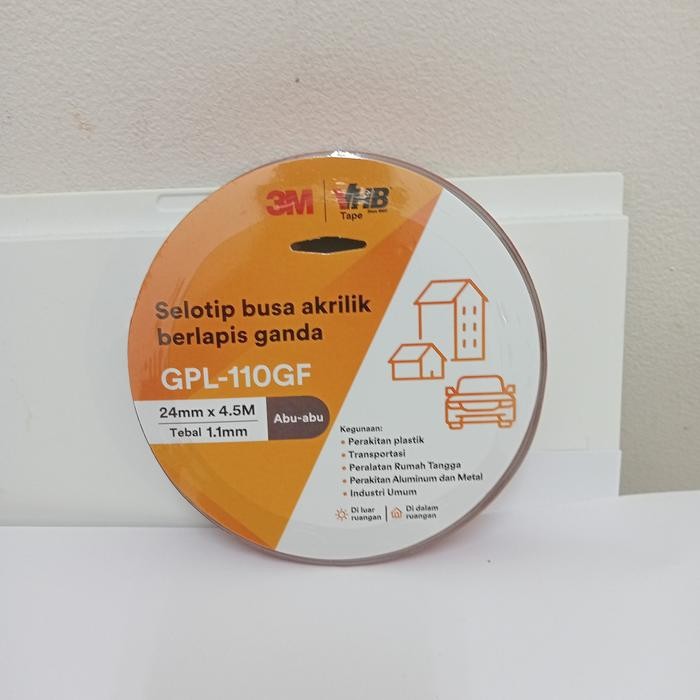 3M VHB
Tape
Selotip busa akrilik
berlapis ganda
GPL-110GF
24mm x 4.5M
Tebal 1.1mm
Abu-abu
Kegunaan:
• Perakitan plastik
• Transportasi
• Peralatan Rumah Tangga
• Perakitan Aluminum dan Metal
• Industri Umum
Di luar
ruangan
Di dalam
ruangan